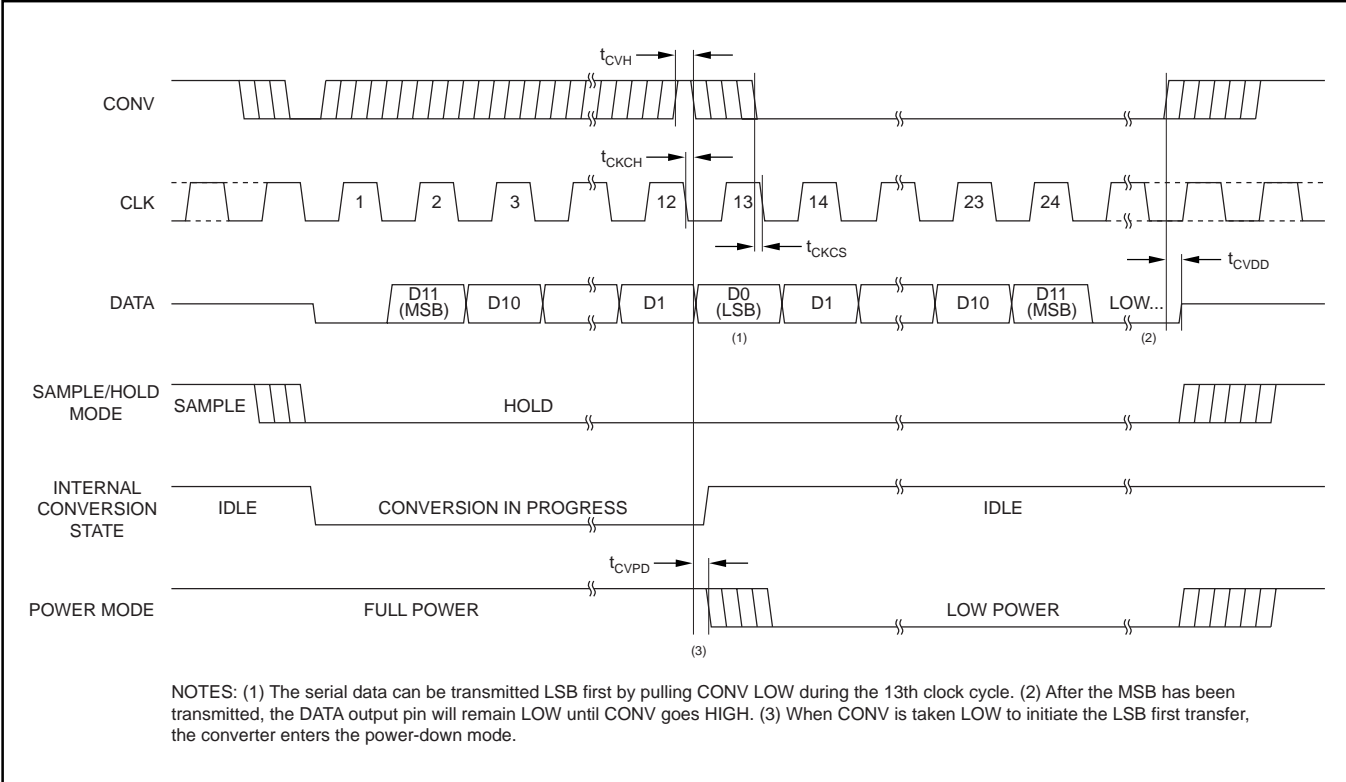 tCVH
CONV
tCKCH
CLK
1 2 3 12 13 14 23 24
tCKCS
tCVDD
DATA
D11 (MSB) D10 D1 D0 (LSB) D1 D10 D11 (MSB) LOW...
(1) (2)
SAMPLE/HOLD
MODE
SAMPLE HOLD
INTERNAL
CONVERSION
STATE
IDLE CONVERSION IN PROGRESS IDLE
tCVPD
POWER MODE FULL POWER LOW POWER
(3)
NOTES: (1) The serial data can be transmitted LSB first by pulling CONV LOW during the 13th clock cycle. (2) After the MSB has been
transmitted, the DATA output pin will remain LOW until CONV goes HIGH. (3) When CONV is taken LOW to initiate the LSB first transfer,
the converter enters the power-down mode.